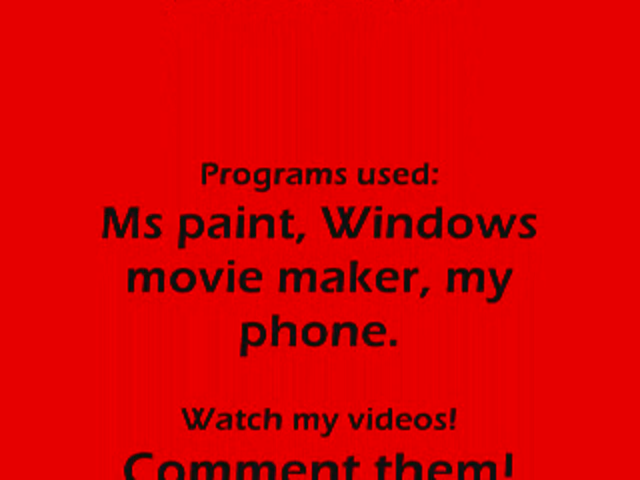 Programs used:
Ms paint, Windows
movie maker, my
phone.
Watch my videos!
Comment them!